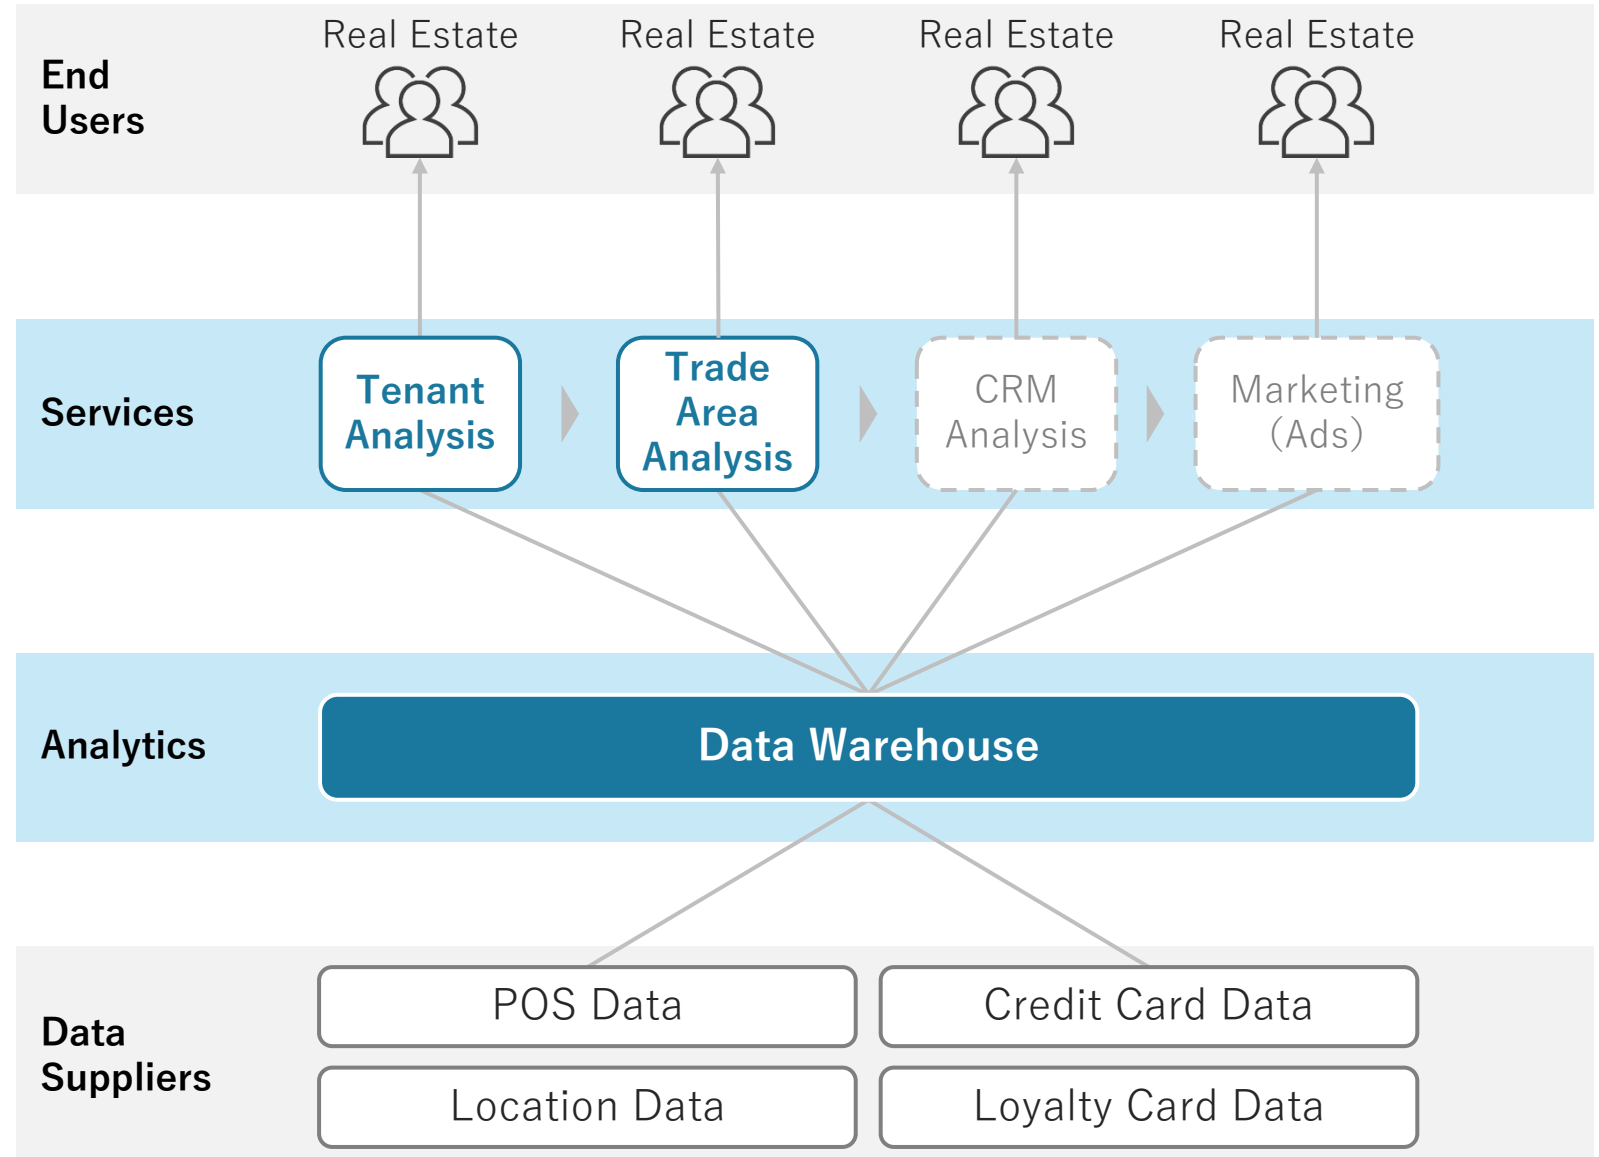 Real Estate
Real Estate
Real Estate
Real Estate
End
Users
Services
Tenant
Analysis
Trade
Area
Analysis
CRM
Analysis
Marketing
(Ads)
Analytics
Data Warehouse
Data
Suppliers
POS Data
Credit Card Data
Location Data
Loyalty Card Data